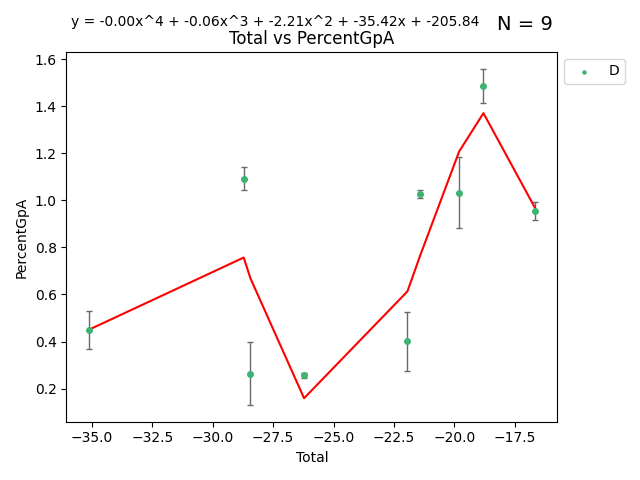 y = -0.00x^4 + -0.06x^3 + -2.21x^2 + -35.42x + -205.84
N = 9
Total vs PercentGpA
D
PercentGpA
1.6
1.4
1.2
1.0
0.8
0.6
0.4
0.2
−35.0 −32.5 −30.0 −27.5 −25.0 −22.5 −20.0 −17.5
Total